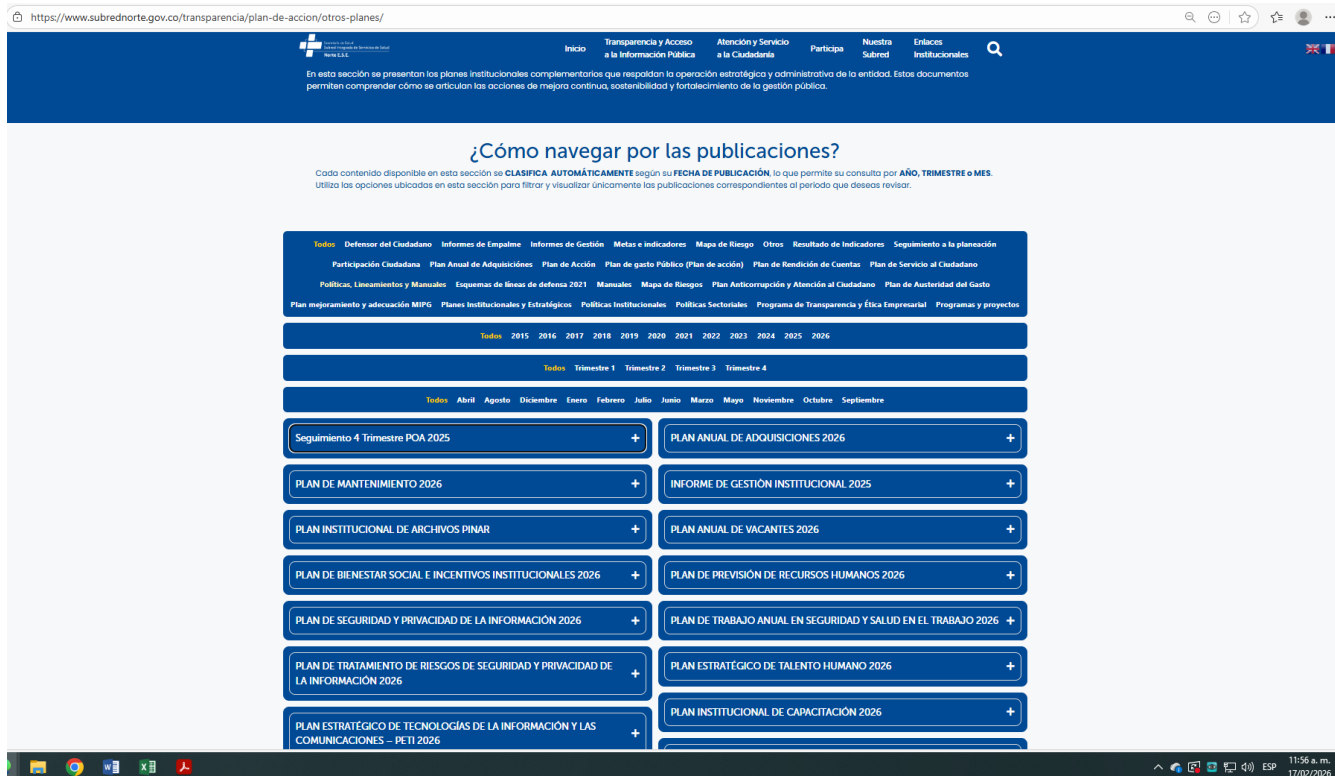 https://www.subrednorte.gov.co/transparencia/plan-de-accion/otros-planes/
Norte E.S.E.
Inicio
Transparencia y Acceso
a la Información Pública
Atención y Servicio
a la Ciudadanía
Participa
Nuestra
Subred
Enlaces
Institucionales
En esta sección se presentan los planes institucionales complementarios que respaldan la operación estratégica y administrativa de la entidad. Estos documentos
permiten comprender cómo se articulan las acciones de mejora continua, sostenibilidad y fortalecimiento de la gestión pública.
¿Cómo navegar por las publicaciones?
Cada contenido disponible en esta sección se CLASIFICA AUTOMÁTICAMENTE según su FECHA DE PUBLICACIÓN, lo que permite su consulta por AÑO, TRIMESTRE o MES.
Utiliza las opciones ubicadas en esta sección para filtrar y visualizar únicamente las publicaciones correspondientes al periodo que deseas revisar.
Todos Defensor del Ciudadano Informes de Empalme Informes de Gestión Metas e indicadores Mapa de Riesgo Otros Resultado de Indicadores Seguimiento a la planeación
Participación Ciudadana Plan Anual de Adquisiciónes Plan de Acción Plan de gasto Público (Plan de acción) Plan de Rendición de Cuentas Plan de Servicio al Ciudadano
Políticas, Lineamientos y Manuales Esquemas de líneas de defensa 2021 Manuales Mapa de Riesgos Plan Anticorrupción y Atención al Ciudadano Plan de Austeridad del Gasto
Plan mejoramiento y adecuación MIPG Planes Institucionales y Estratégicos Políticas Institucionales Políticas Sectoriales Programa de Transparencia y Ética Empresarial Programas y proyectos
Todos 2015 2016 2017 2018 2019 2020 2021 2022 2023 2024 2025 2026
Todos Trimestre 1 Trimestre 2 Trimestre 3 Trimestre 4
Todos Abril Agosto Diciembre Enero Febrero Julio Junio Marzo Mayo Noviembre Octubre Septiembre
Seguimiento 4 Trimestre POA 2025 +
PLAN ANUAL DE ADQUISICIONES 2026 +
PLAN DE MANTENIMIENTO 2026 +
INFORME DE GESTIÓN INSTITUCIONAL 2025 +
PLAN INSTITUCIONAL DE ARCHIVOS PINAR +
PLAN ANUAL DE VACANTES 2026 +
PLAN DE BIENESTAR SOCIAL E INCENTIVOS INSTITUCIONALES 2026 +
PLAN DE PREVISIÓN DE RECURSOS HUMANOS 2026 +
PLAN DE SEGURIDAD Y PRIVACIDAD DE LA INFORMACIÓN 2026 +
PLAN DE TRABAJO ANUAL EN SEGURIDAD Y SALUD EN EL TRABAJO 2026 +
PLAN DE TRATAMIENTO DE RIESGOS DE SEGURIDAD Y PRIVACIDAD DE
LA INFORMACIÓN 2026 +
PLAN ESTRATÉGICO DE TALENTO HUMANO 2026 +
PLAN INSTITUCIONAL DE CAPACITACIÓN 2026 +
PLAN ESTRATÉGICO DE TECNOLOGÍAS DE LA INFORMACIÓN Y LAS
COMUNICACIONES – PETI 2026 +
ESP
11:56 a. m.
17/02/2026